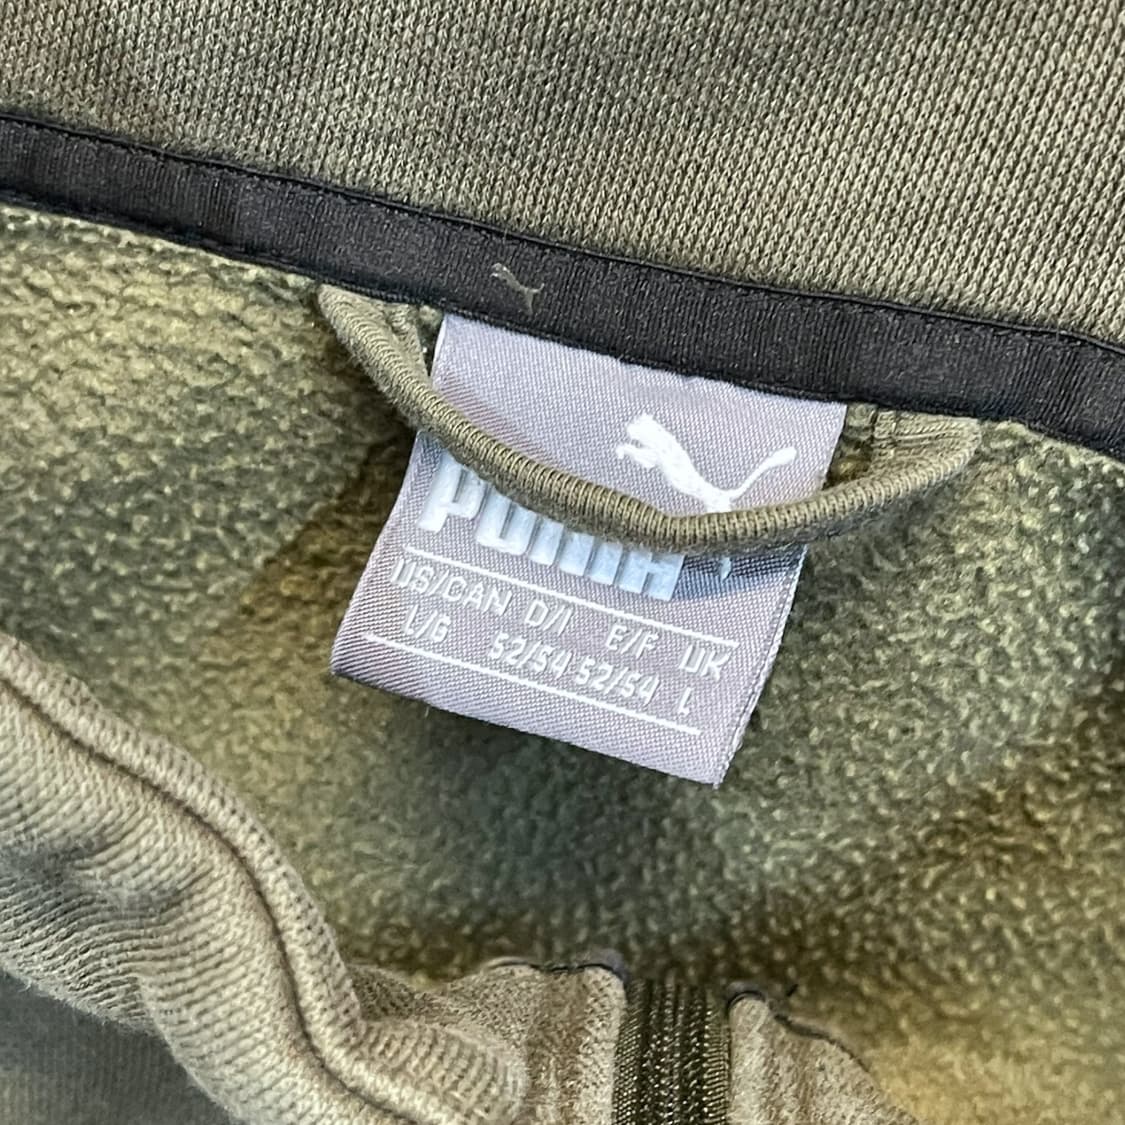 PUMA
US/CAN D/I E/F UK
L/G 52/54 52/54 L